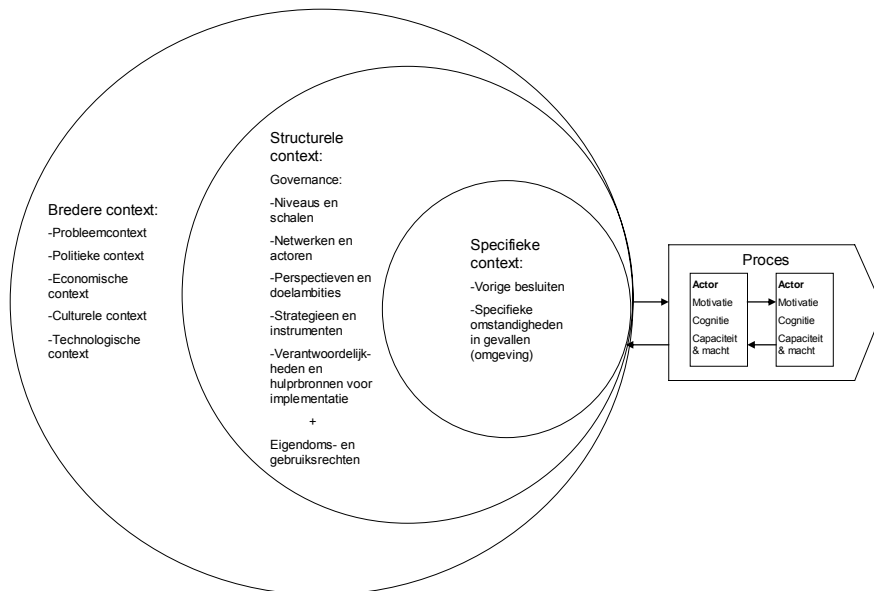 Bredere context:
-Probleemcontext
-Politieke context
-Economische
context
-Culturele context
-Technologische
context
Structurele
context:
Governance:
-Niveaus en
schalen
-Netwerken en
actoren
-Perspectieven en
doelambities
-Strategieen en
instrumenten
-Verantwoordelijk-
heden en
hulprbronnen voor
implementatie
+
Eigendoms- en
gebruiksrechten
Specifieke
context:
-Vorige besluiten
-Specifieke
omstandigheden
in gevallen
(omgeving)
Proces
Actor
Motivatie
Cognitie
Capaciteit
& macht
Actor
Motivatie
Cognitie
Capaciteit
& macht